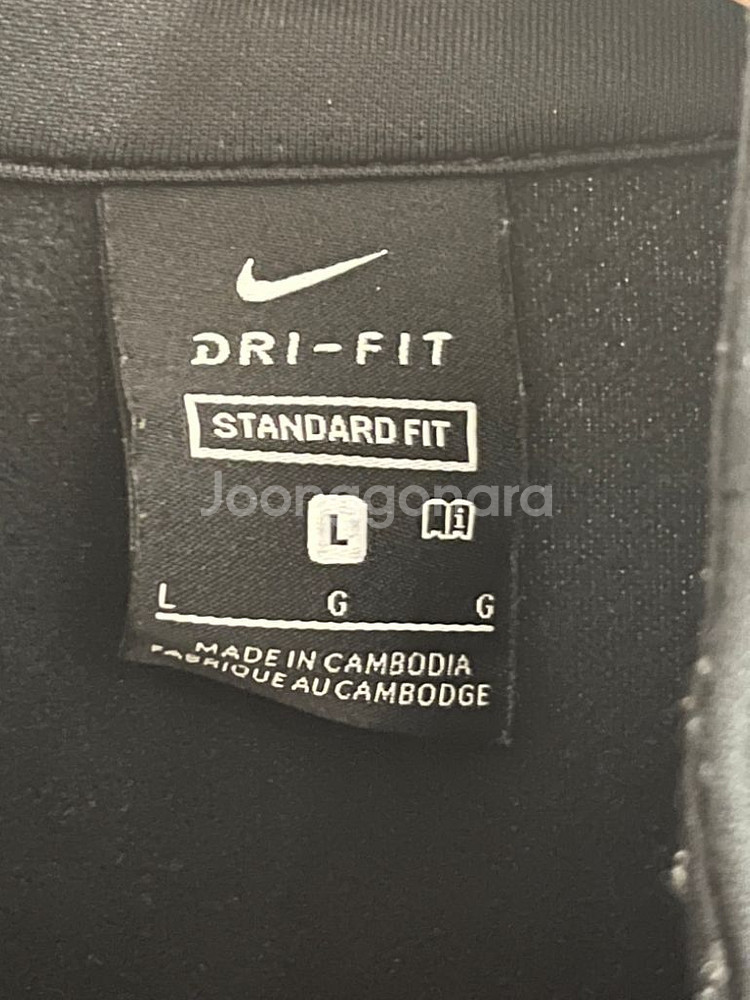 DRI-FIT
STANDARD FIT
Joonggonara
L
L G G
MADE IN CAMBODIA
FABRIQUE AU CAMBODGE